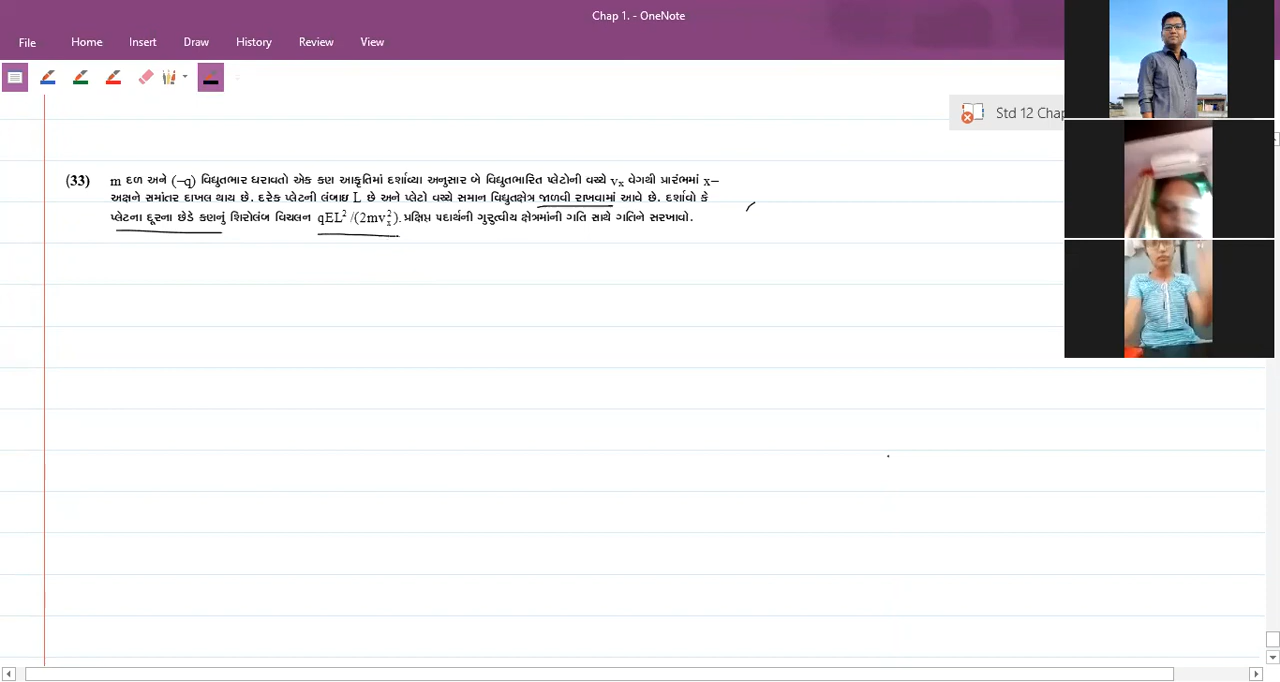 Chap 1. - OneNote
File Home Insert Draw History Review View
Std 12 Chap
(33) m દળ અને (–q) વિદ્યુતભાર ધરાવતો એક કણ આકૃતિમાં દર્શાવ્યા અનુસાર બે વિદ્યુતભારિત પ્લેટોની વચ્ચે vₓ વેગથી પ્રારંભમાં x–
અક્ષને સમાંતર દાખલ થાય છે. દરેક પ્લેટની લંબાઇ L છે અને પ્લેટો વચ્ચે સમાન વિદ્યુતક્ષેત્ર જાળવી રાખવામાં આવે છે. દર્શાવો કે
પ્લેટના દૂરના છેડે કણનું શિરોલંબ વિચલન qEL²/(2mvₓ²). પ્રક્ષિપ્ત પદાર્થની ગુરુત્વીય ક્ષેત્રમાંની ગતિ સાથે ગતિને સરખાવો.